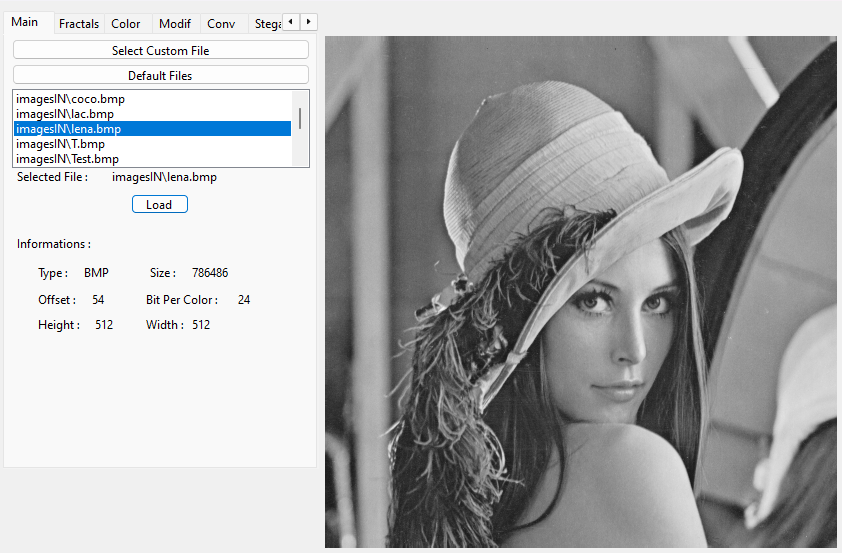 Main Fractals Color Modif Conv Stega
Select Custom File
Default Files
imagesIN\coco.bmp
imagesIN\lac.bmp
imagesIN\lena.bmp
imagesIN\T.bmp
imagesIN\Test.bmp
Selected File : imagesIN\lena.bmp
Load
Informations :
Type : BMP Size : 786486
Offset : 54 Bit Per Color : 24
Height : 512 Width : 512